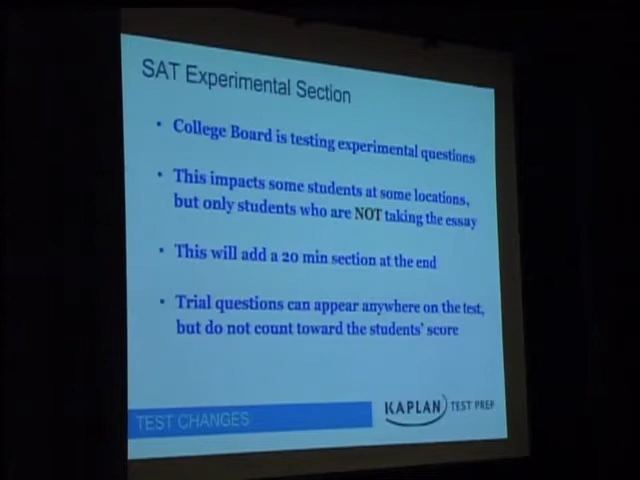 SAT Experimental Section
• College Board is testing experimental questions
• This impacts some students at some locations,
but only students who are NOT taking the essay
• This will add a 20 min section at the end
• Trial questions can appear anywhere on the test,
but do not count toward the students' score
TEST CHANGES
KAPLAN TEST PREP